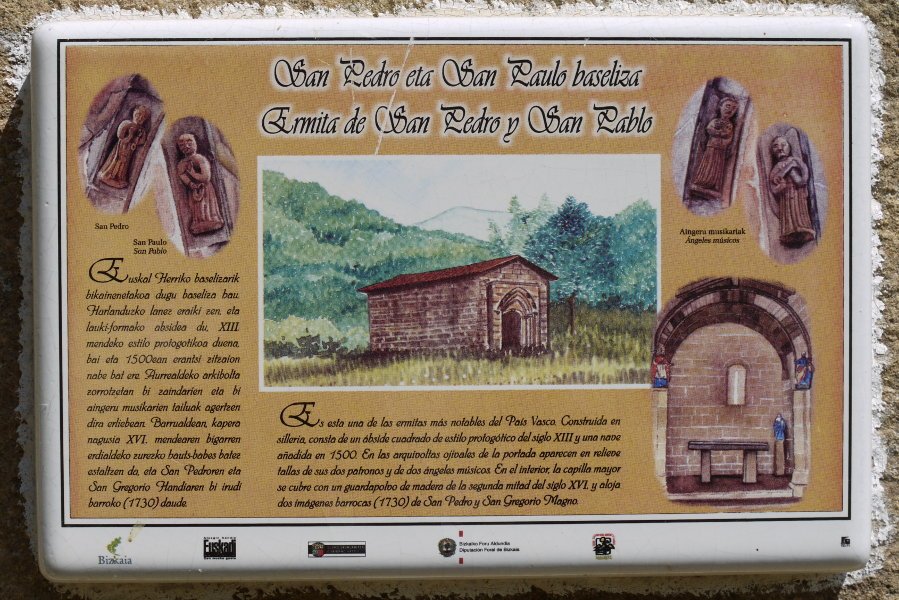 San Pedro eta San Paulo baseliza
Ermita de San Pedro y San Pablo
San Pedro
San Paulo
San Pablo
Aingeru musikariak
Ángeles músicos
Euskal Herriko baselizarik
bikainenetakoa dugu baseliza bau.
Harlanduzko lanez eraiki zen, eta
lauki-formako absidea du, XIII.
mendeko estilo protogotikoa duena,
bai eta 1500ean erantsi zitzaion
nabe bat ere. Aurrealdeko arkibolta
zorrotzetan bi zaindarien eta bi
aingeru musikarien tailuak agertzen
dira erliebean. Barrualdean, kapera
nagusia XVI. mendearen bigarren
erdialdeko zurezko hauts-babes batez
estaltzen da, eta San Pedroren eta
San Gregorio Handiaren bi irudi
barroko (1730) daude.
Es esta una de las ermitas más notables del País Vasco. Construida en
sillería, consta de un ábside cuadrado de estilo protogótico del siglo XIII y una nave
añadida en 1500. En las arquivoltas ojivales de la portada aparecen en relieve
tallas de sus dos patronos y de dos ángeles músicos. En el interior, la capilla mayor
se cubre con un guardapolvo de madera de la segunda mitad del siglo XVI, y aloja
dos imágenes barrocas (1730) de San Pedro y San Gregorio Magno.
Bizkaia
Euskadi
Bizkaiko Foru Aldundia
Diputación Foral de Bizkaia